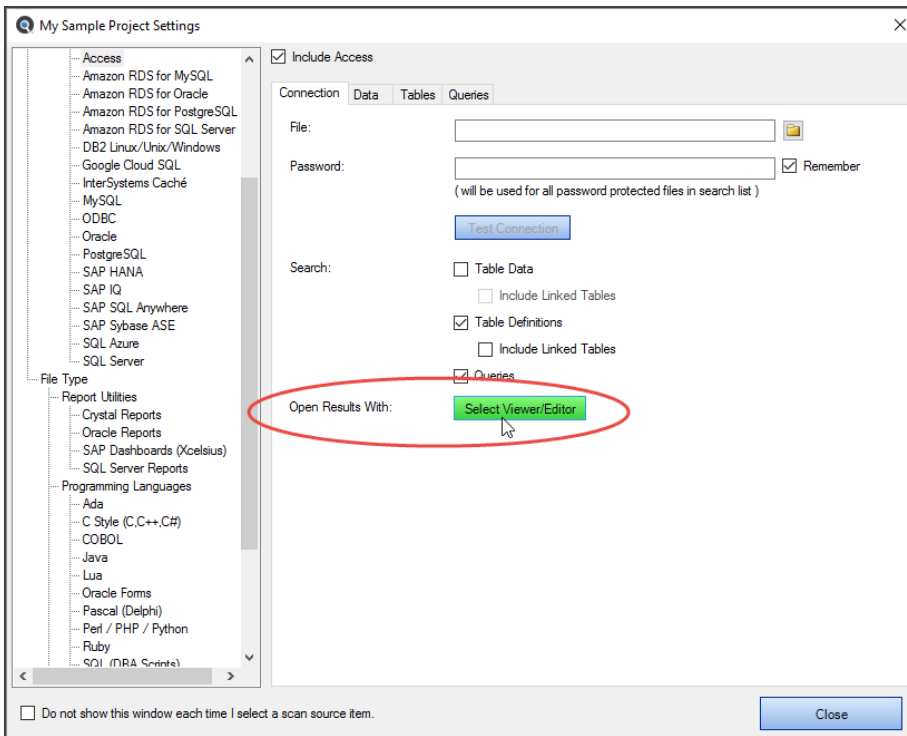 My Sample Project Settings
Access
Amazon RDS for MySQL
Amazon RDS for Oracle
Amazon RDS for PostgreSQL
Amazon RDS for SQL Server
DB2 Linux/Unix/Windows
Google Cloud SQL
InterSystems Caché
MySQL
ODBC
Oracle
PostgreSQL
SAP HANA
SAP IQ
SAP SQL Anywhere
SAP Sybase ASE
SQL Azure
SQL Server
File Type
Report Utilities
Crystal Reports
Oracle Reports
SAP Dashboards (Xcelsius)
SQL Server Reports
Programming Languages
Ada
C Style (C,C++,C#)
COBOL
Java
Lua
Oracle Forms
Pascal (Delphi)
Perl / PHP / Python
Ruby
SQL (DBA Scripts)
Include Access
Connection Data Tables Queries
File:
Password: Remember
( will be used for all password protected files in search list )
Test Connection
Search: Table Data
Include Linked Tables
Table Definitions
Include Linked Tables
Queries
Open Results With: Select Viewer/Editor
Do not show this window each time I select a scan source item.
Close